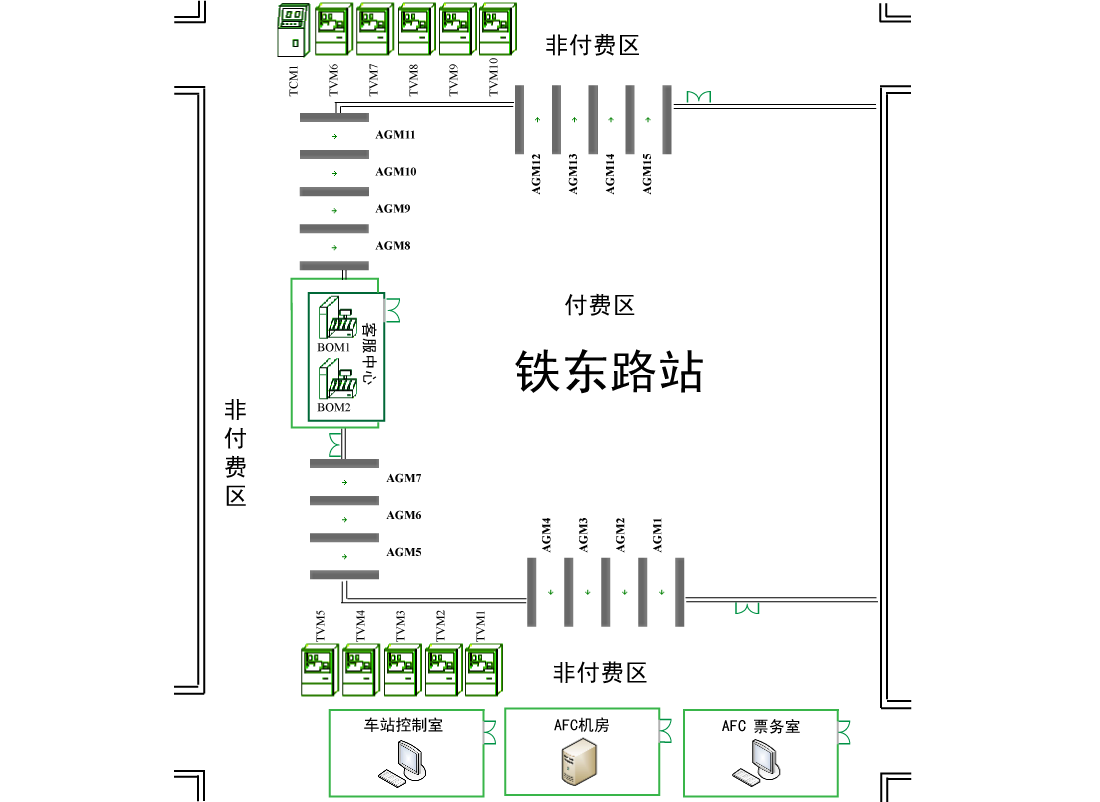 非付费区
TCM1
TVM6
TVM7
TVM8
TVM9
TVM10
AGM11
AGM10
AGM9
AGM8
AGM12
AGM13
AGM14
AGM15
付费区
铁东路站
BOM1
客服中心
BOM2
非付费区
AGM7
AGM6
AGM5
AGM4
AGM3
AGM2
AGM1
TVM5
TVM4
TVM3
TVM2
TVM1
非付费区
车站控制室
AFC机房
AFC 票务室